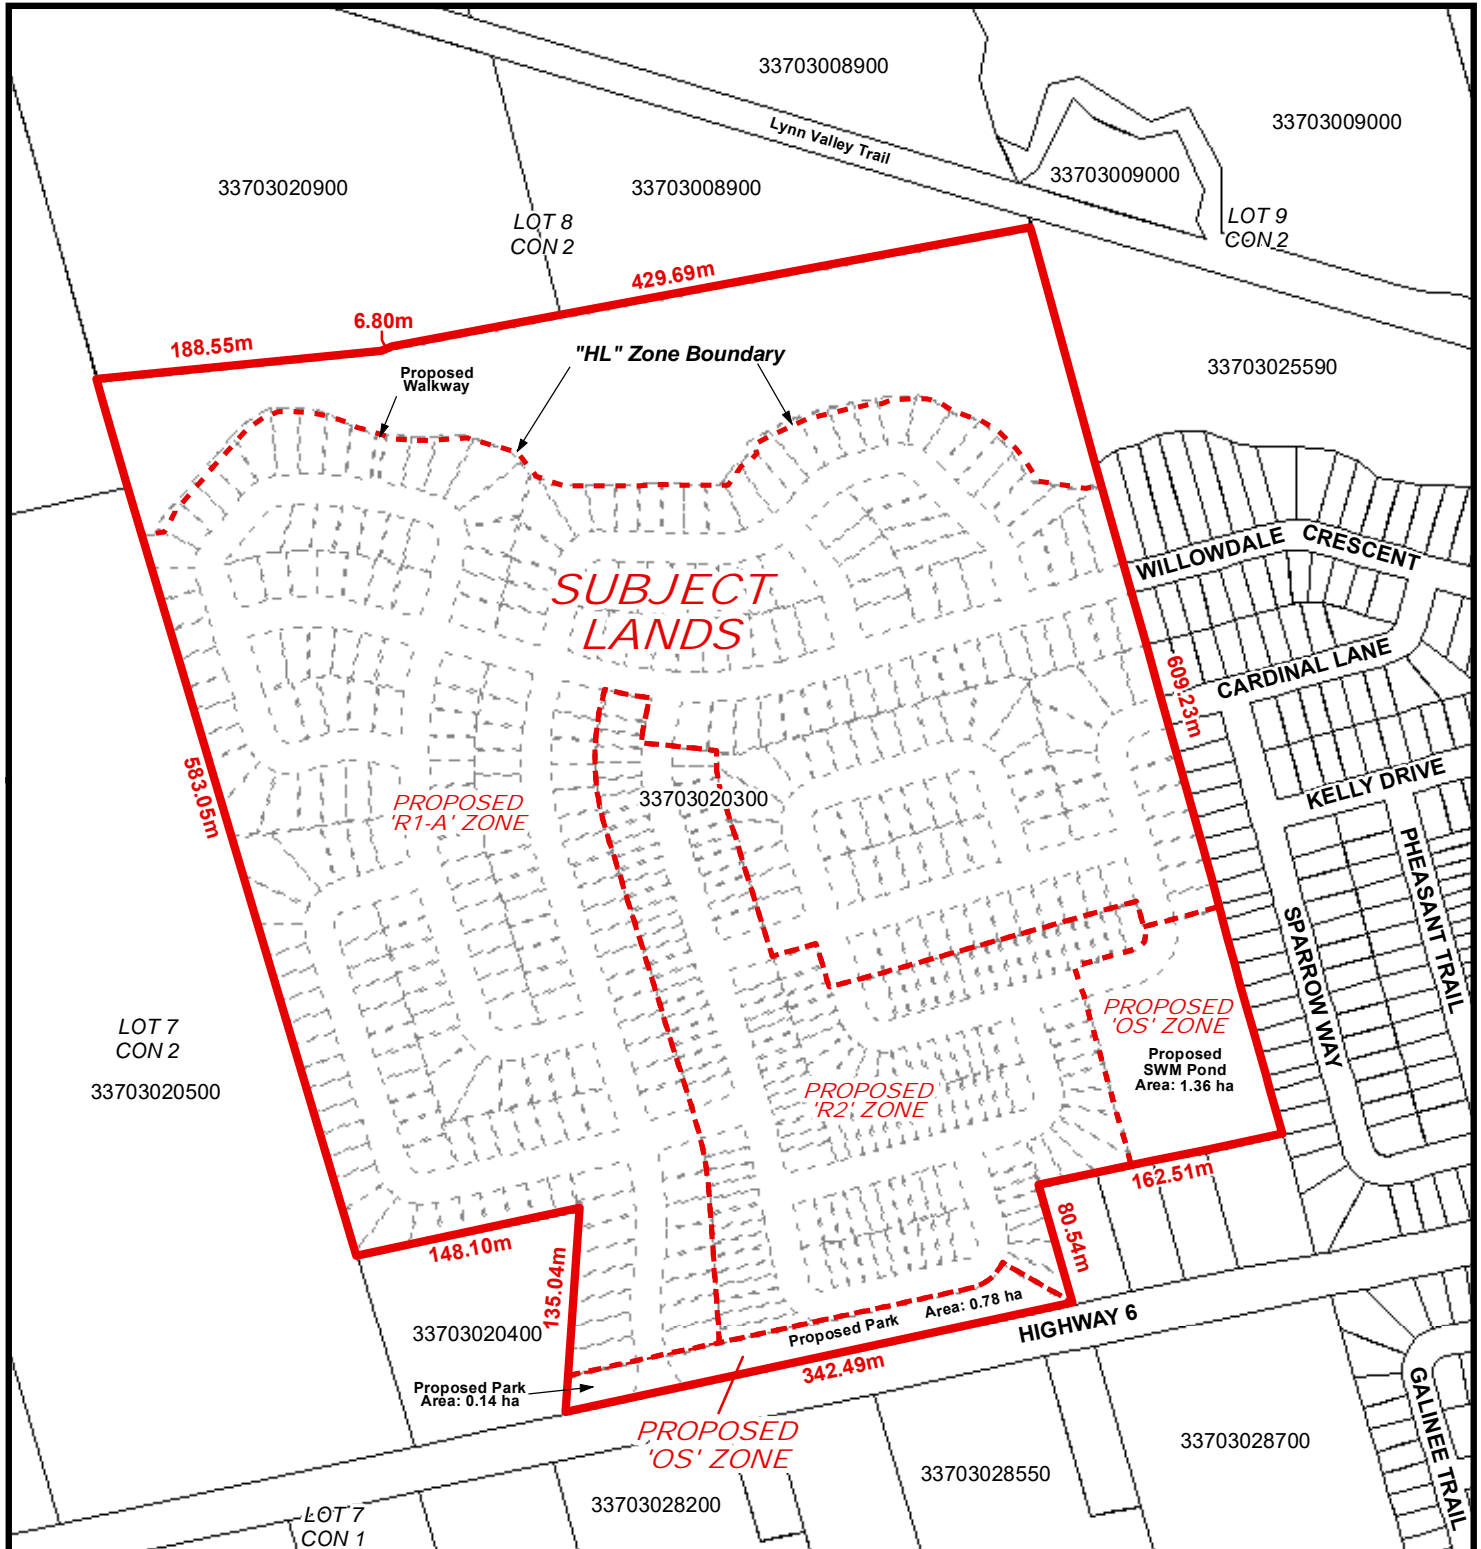 33703008900
33703009000
Lynn Valley Trail
33703009000
33703020900
33703008900
LOT 8
CON 2
LOT 9
CON 2
429.69m
6.80m
188.55m
"HL" Zone Boundary
Proposed
Walkway
33703025590
WILLOWDALE CRESCENT
SUBJECT
LANDS
CARDINAL LANE
609.23m
583.05m
KELLY DRIVE
33703020300
PROPOSED
'R1-A' ZONE
PHEASANT TRAIL
SPARROW WAY
PROPOSED
'OS' ZONE
Proposed
SWM Pond
Area: 1.36 ha
LOT 7
CON 2
33703020500
PROPOSED
'R2' ZONE
162.51m
80.54m
148.10m
135.04m
Proposed Park Area: 0.78 ha
HIGHWAY 6
33703020400
342.49m
Proposed Park
Area: 0.14 ha
GALINEE TRAIL
PROPOSED
'OS' ZONE
33703028700
33703028550
33703028200
LOT 7
CON 1